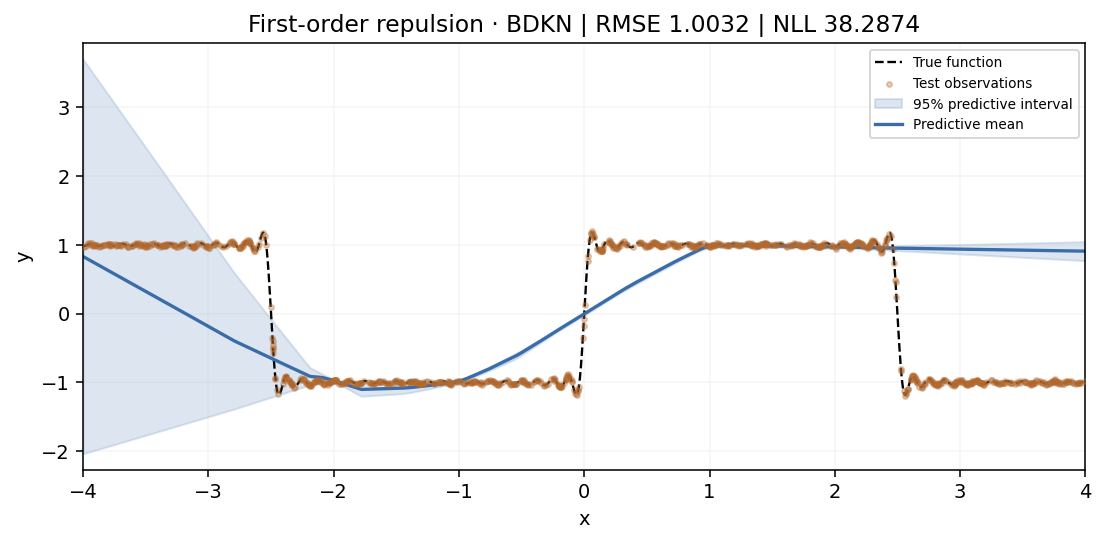 First-order repulsion · BDKN | RMSE 1.0032 | NLL 38.2874
True function
Test observations
95% predictive interval
Predictive mean
y
3
2
1
0
−1
−2
−4
−3
−2
−1
0
1
2
3
4
x